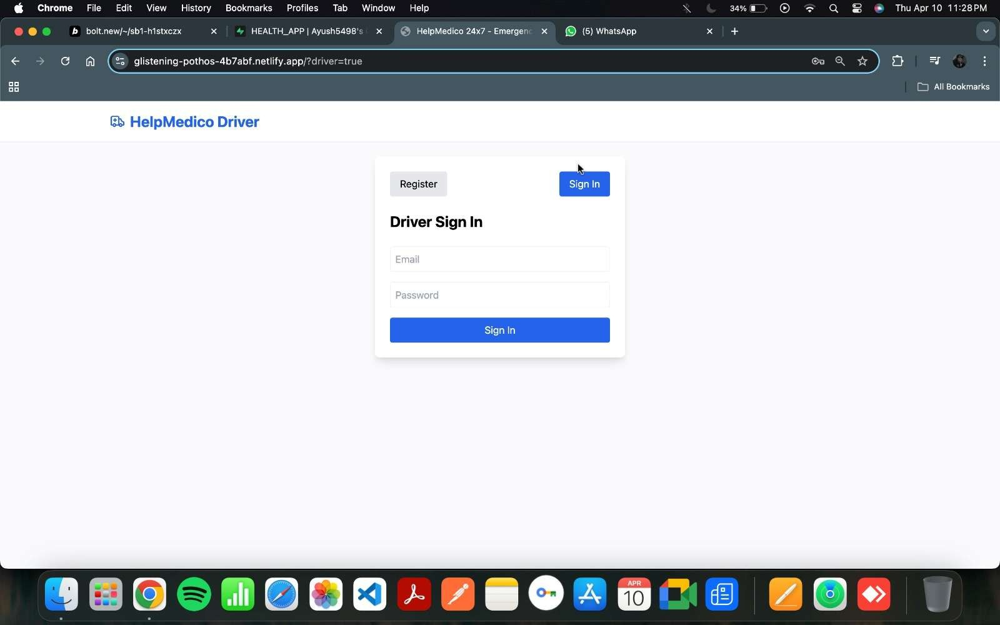 Chrome File Edit View History Bookmarks Profiles Tab Window Help 34% Thu Apr 10 11:28 PM
bolt.new/~/sb1-h1stxczx HEALTH_APP | Ayush5498's HelpMedico 24x7 - Emergenc (5) WhatsApp
glistening-pothos-4b7abf.netlify.app/?driver=true
All Bookmarks
HelpMedico Driver
Register Sign In
Driver Sign In
Email
Password
Sign In
APR
10